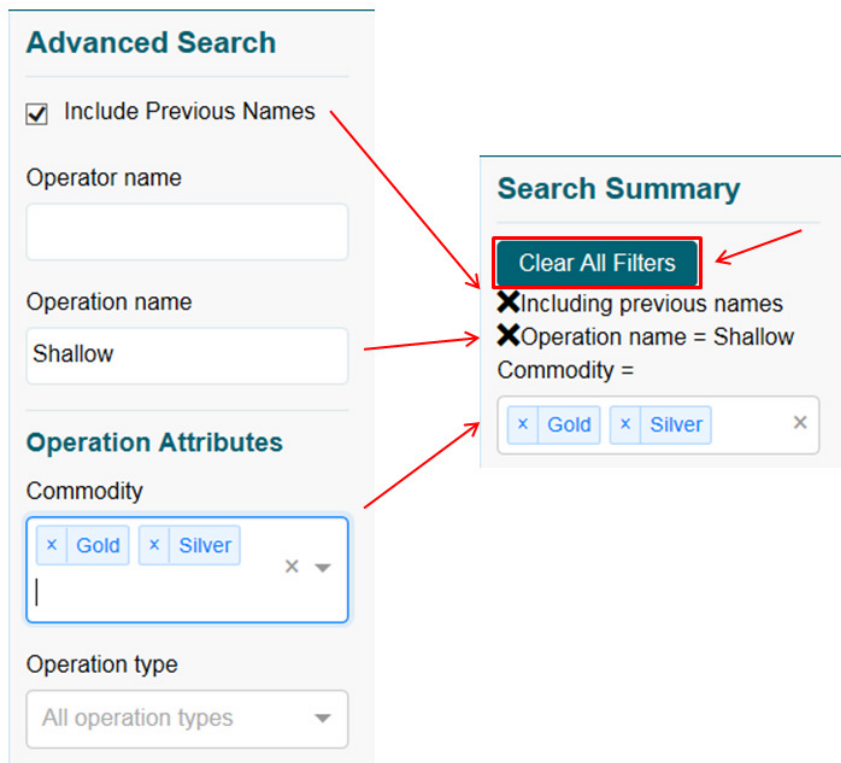 Advanced Search
Include Previous Names
Operator name
Operation name
Shallow
Operation Attributes
Commodity
× Gold × Silver
Operation type
All operation types
Search Summary
Clear All Filters
Including previous names
Operation name = Shallow
Commodity =
× Gold × Silver